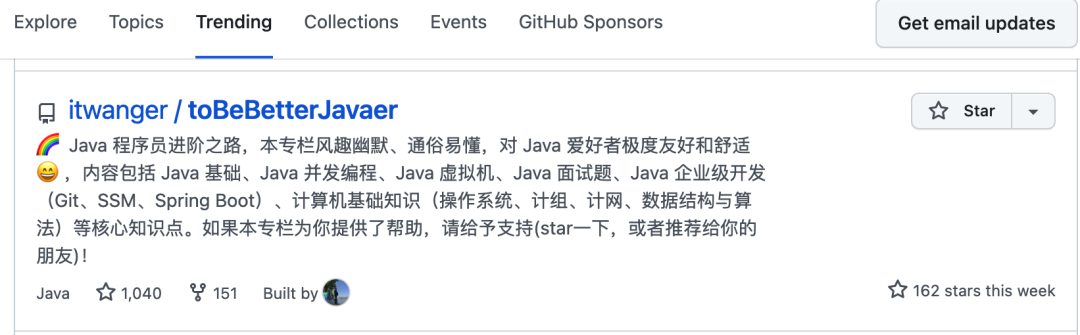 Explore Topics Trending Collections Events GitHub Sponsors Get email updates
itwanger / toBeBetterJavaer Star
🌈 Java 程序员进阶之路，本专栏风趣幽默、通俗易懂，对 Java 爱好者极度友好和舒适
😄，内容包括 Java 基础、Java 并发编程、Java 虚拟机、Java 面试题、Java 企业级开发
（Git、SSM、Spring Boot）、计算机基础知识（操作系统、计组、计网、数据结构与算
法）等核心知识点。如果本专栏为你提供了帮助，请给予支持(star一下，或者推荐给你的
朋友)！
Java 1,040 151 Built by 162 stars this week